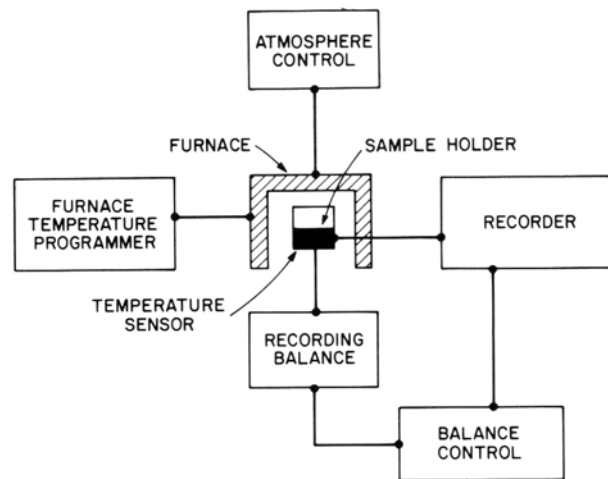 ATMOSPHERE
CONTROL
FURNACE
SAMPLE HOLDER
FURNACE
TEMPERATURE
PROGRAMMER
RECORDER
TEMPERATURE
SENSOR
RECORDING
BALANCE
BALANCE
CONTROL